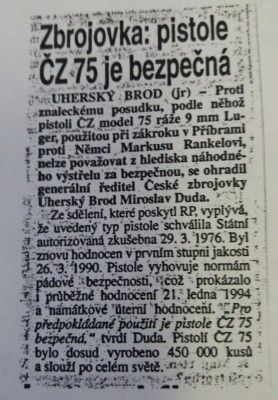 Zbrojovka: pistole
ČZ 75 je bezpečná
UHERSKÝ BROD (jr) – Proti
znaleckému posudku, podle něhož
pistoli ČZ model 75 ráže 9 mm Lu-
ger, použitou při zákroku v Příbrami
proti Němci Markusu Rankelovi,
nelze považovat z hlediska náhodné-
ho výstřelu za bezpečnou, se ohradil
generální ředitel České zbrojovky
Uherský Brod Miroslav Duda.
Ze sdělení, které poskytl RP, vyplývá,
že uvedený typ pistole schválila Státní
autorizovaná zkušebna 29. 3. 1976. Byl
znovu hodnocen v prvním stupni jakosti
26. 3. 1990. Pistole vyhovuje normám
pádové bezpečnosti, což prokázalo
i průběžné hodnocení 21. ledna 1994
a namátkové úterní hodnocení. "Pro
předpokládané použití je pistole ČZ 75
bezpečná," tvrdí Duda. Pistolí ČZ 75
bylo dosud vyrobeno 450 000 kusů
a slouží po celém světě.